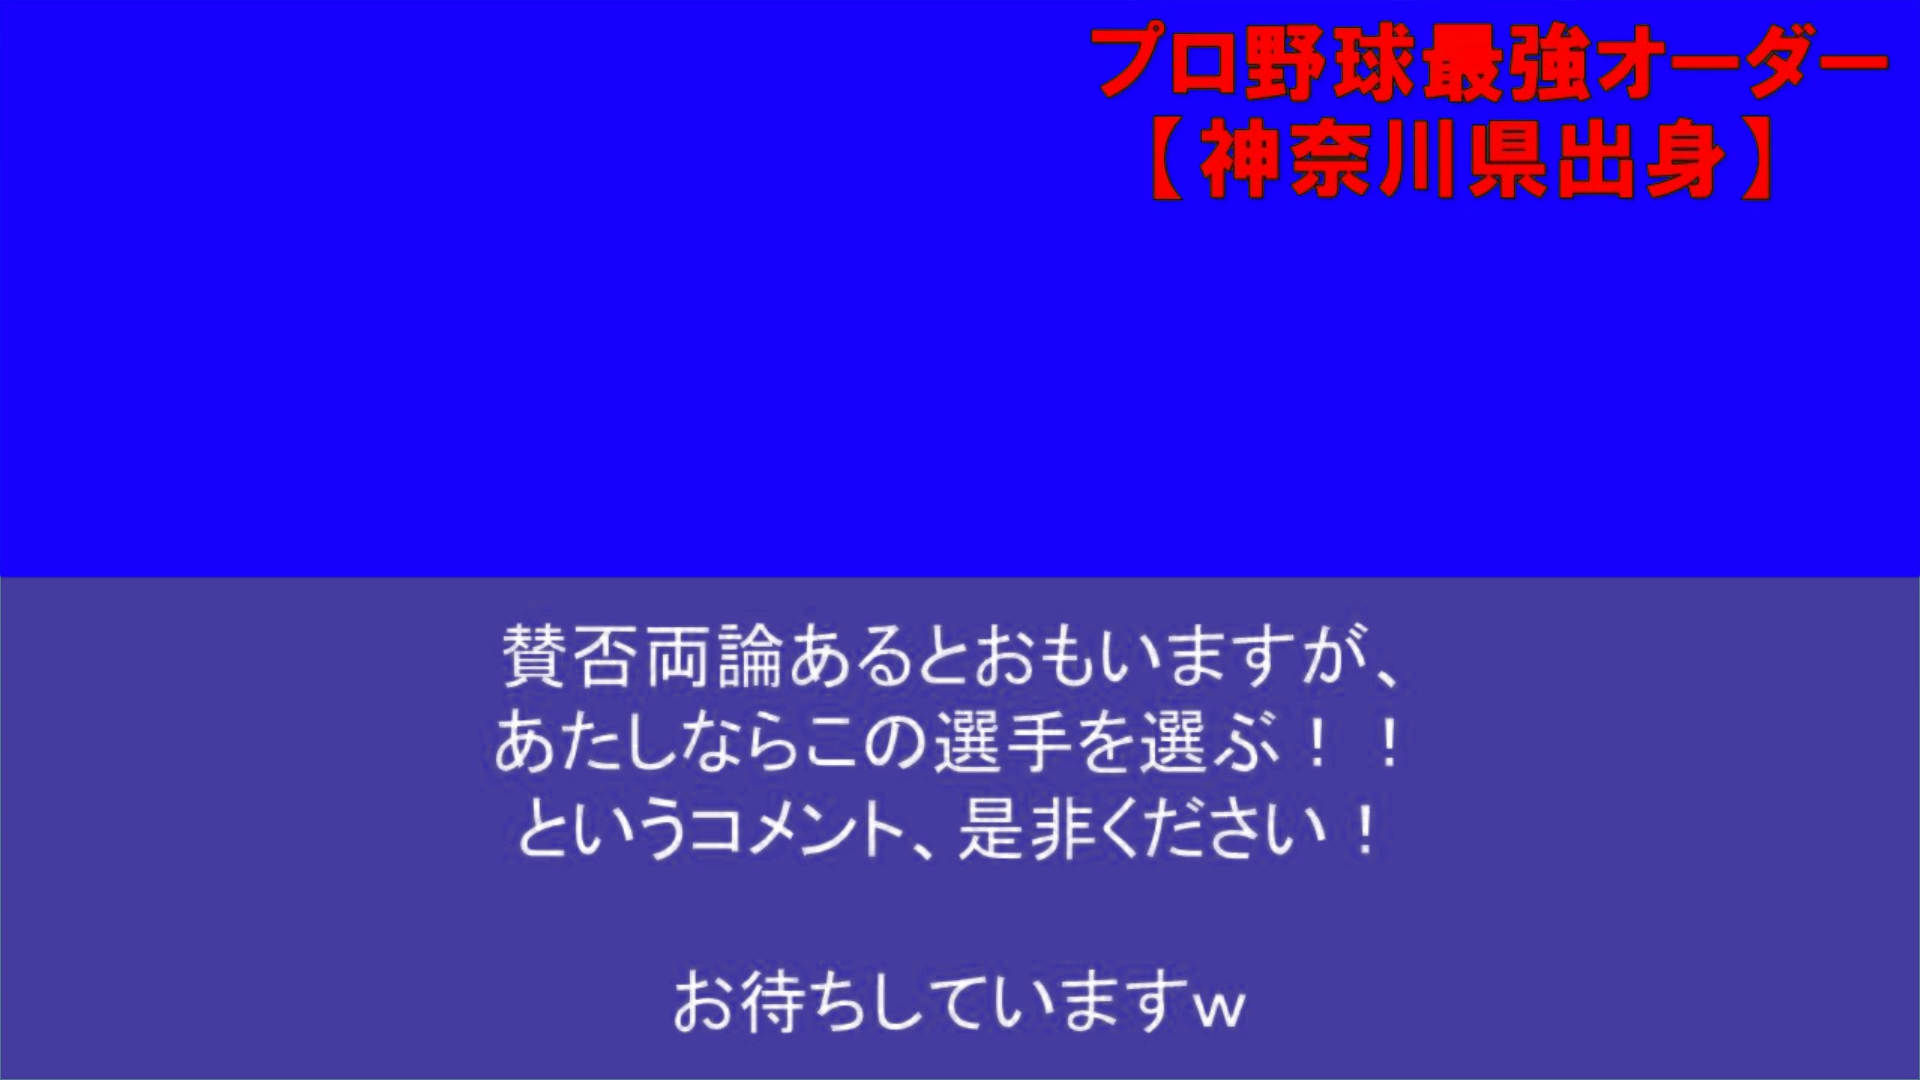 プロ野球最強オーダー
【神奈川県出身】
賛否両論あるとおもいますが、
あたしならこの選手を選ぶ！！
というコメント、是非ください！
お待ちしていますw